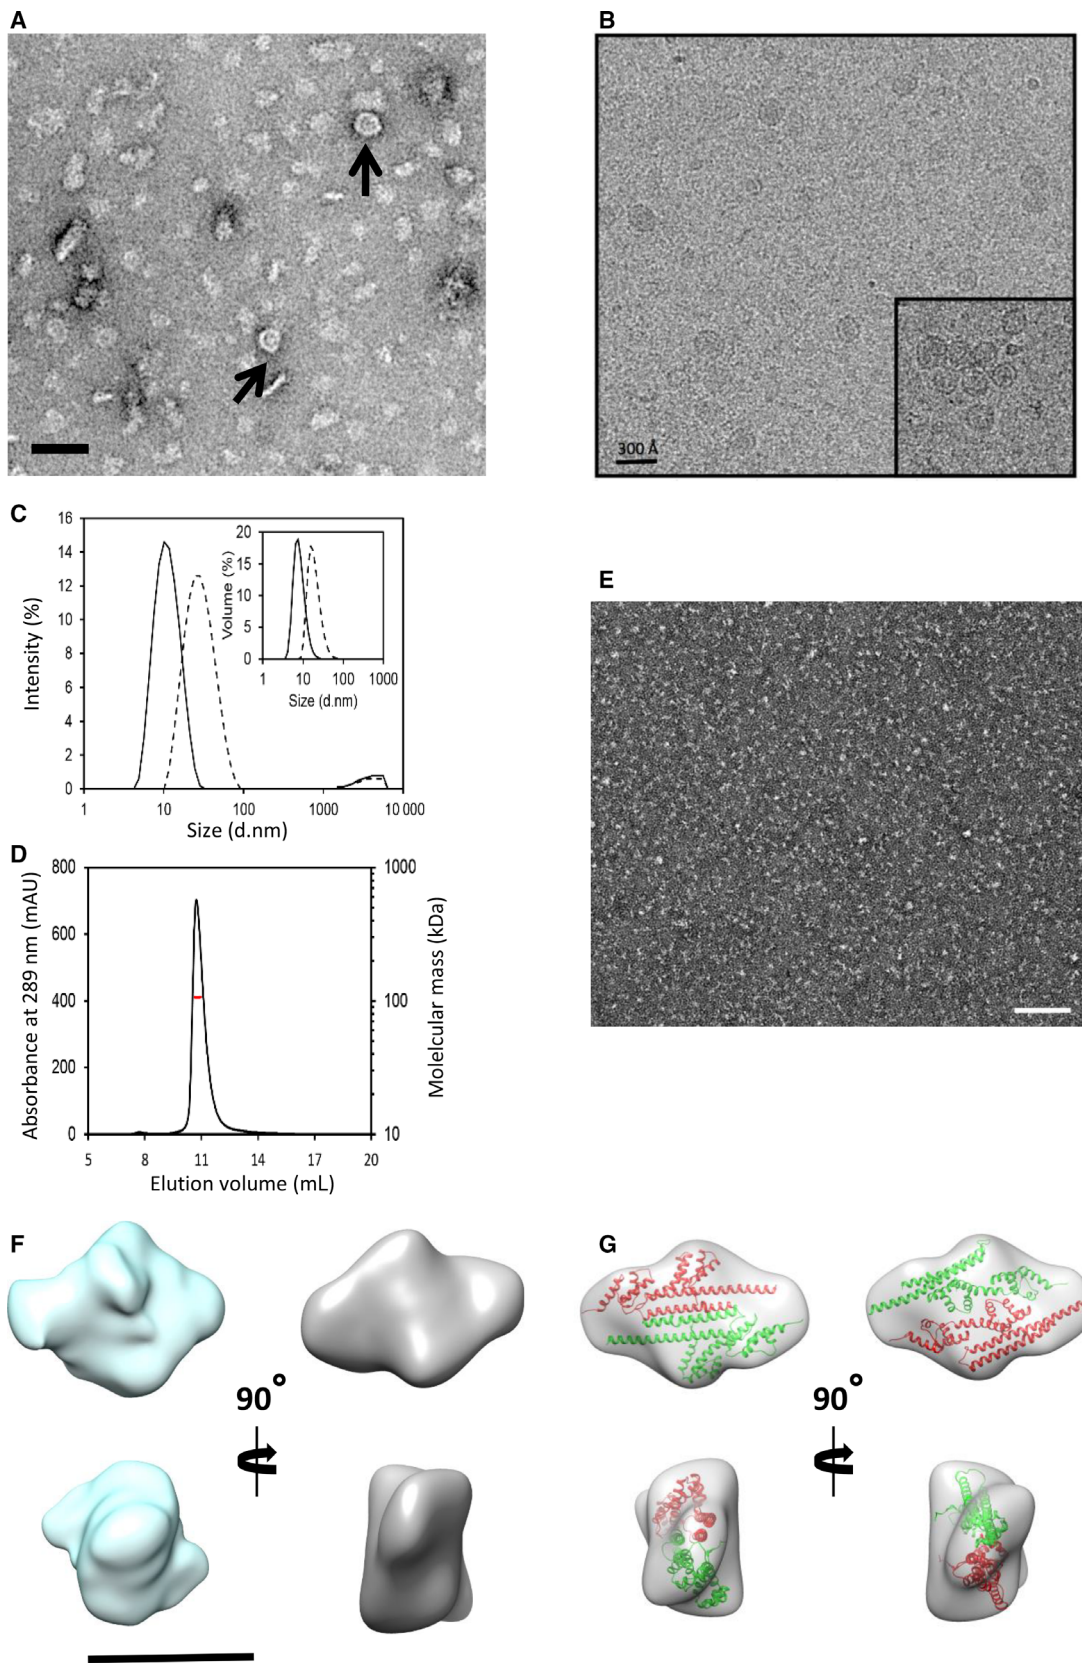 A
B
300 Å
C
16
14
12
10
8
6
4
2
0
Intensity (%)
1
10
100
1000
10 000
Size (d.nm)
20
15
10
5
0
Volume (%)
1
10
100
1000
Size (d.nm)
D
800
600
400
200
0
Absorbance at 289 nm (mAU)
1000
100
10
Molelcular mass (kDa)
5
8
11
14
17
20
Elution volume (mL)
E
F
90°
G
90°